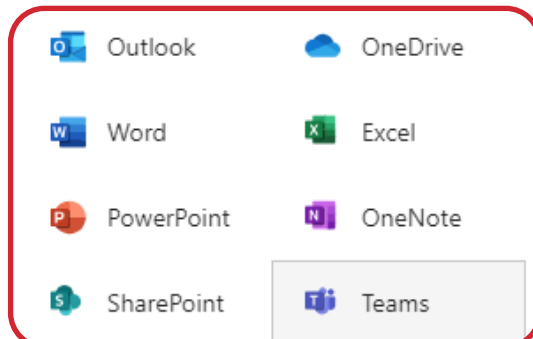 Outlook OneDrive
Word Excel
PowerPoint OneNote
SharePoint Teams